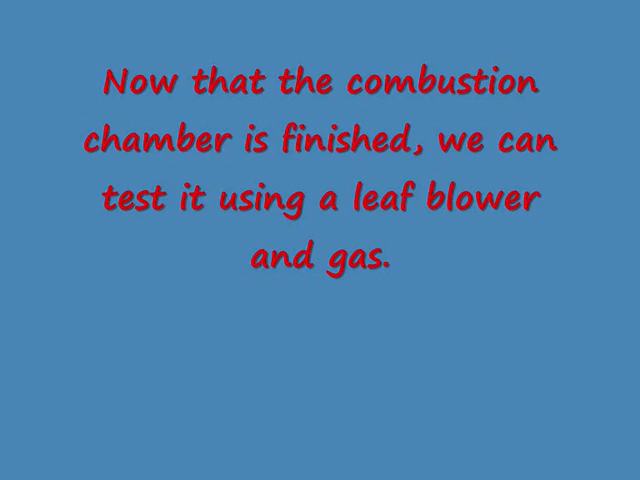 Now that the combustion
chamber is finished, we can
test it using a leaf blower
and gas.